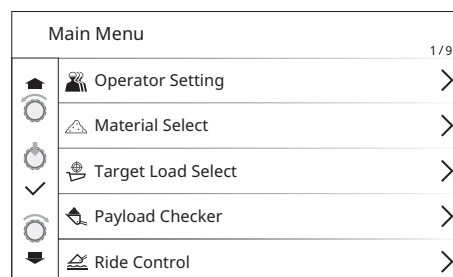 Main Menu
1/9
Operator Setting
Material Select
Target Load Select
Payload Checker
Ride Control